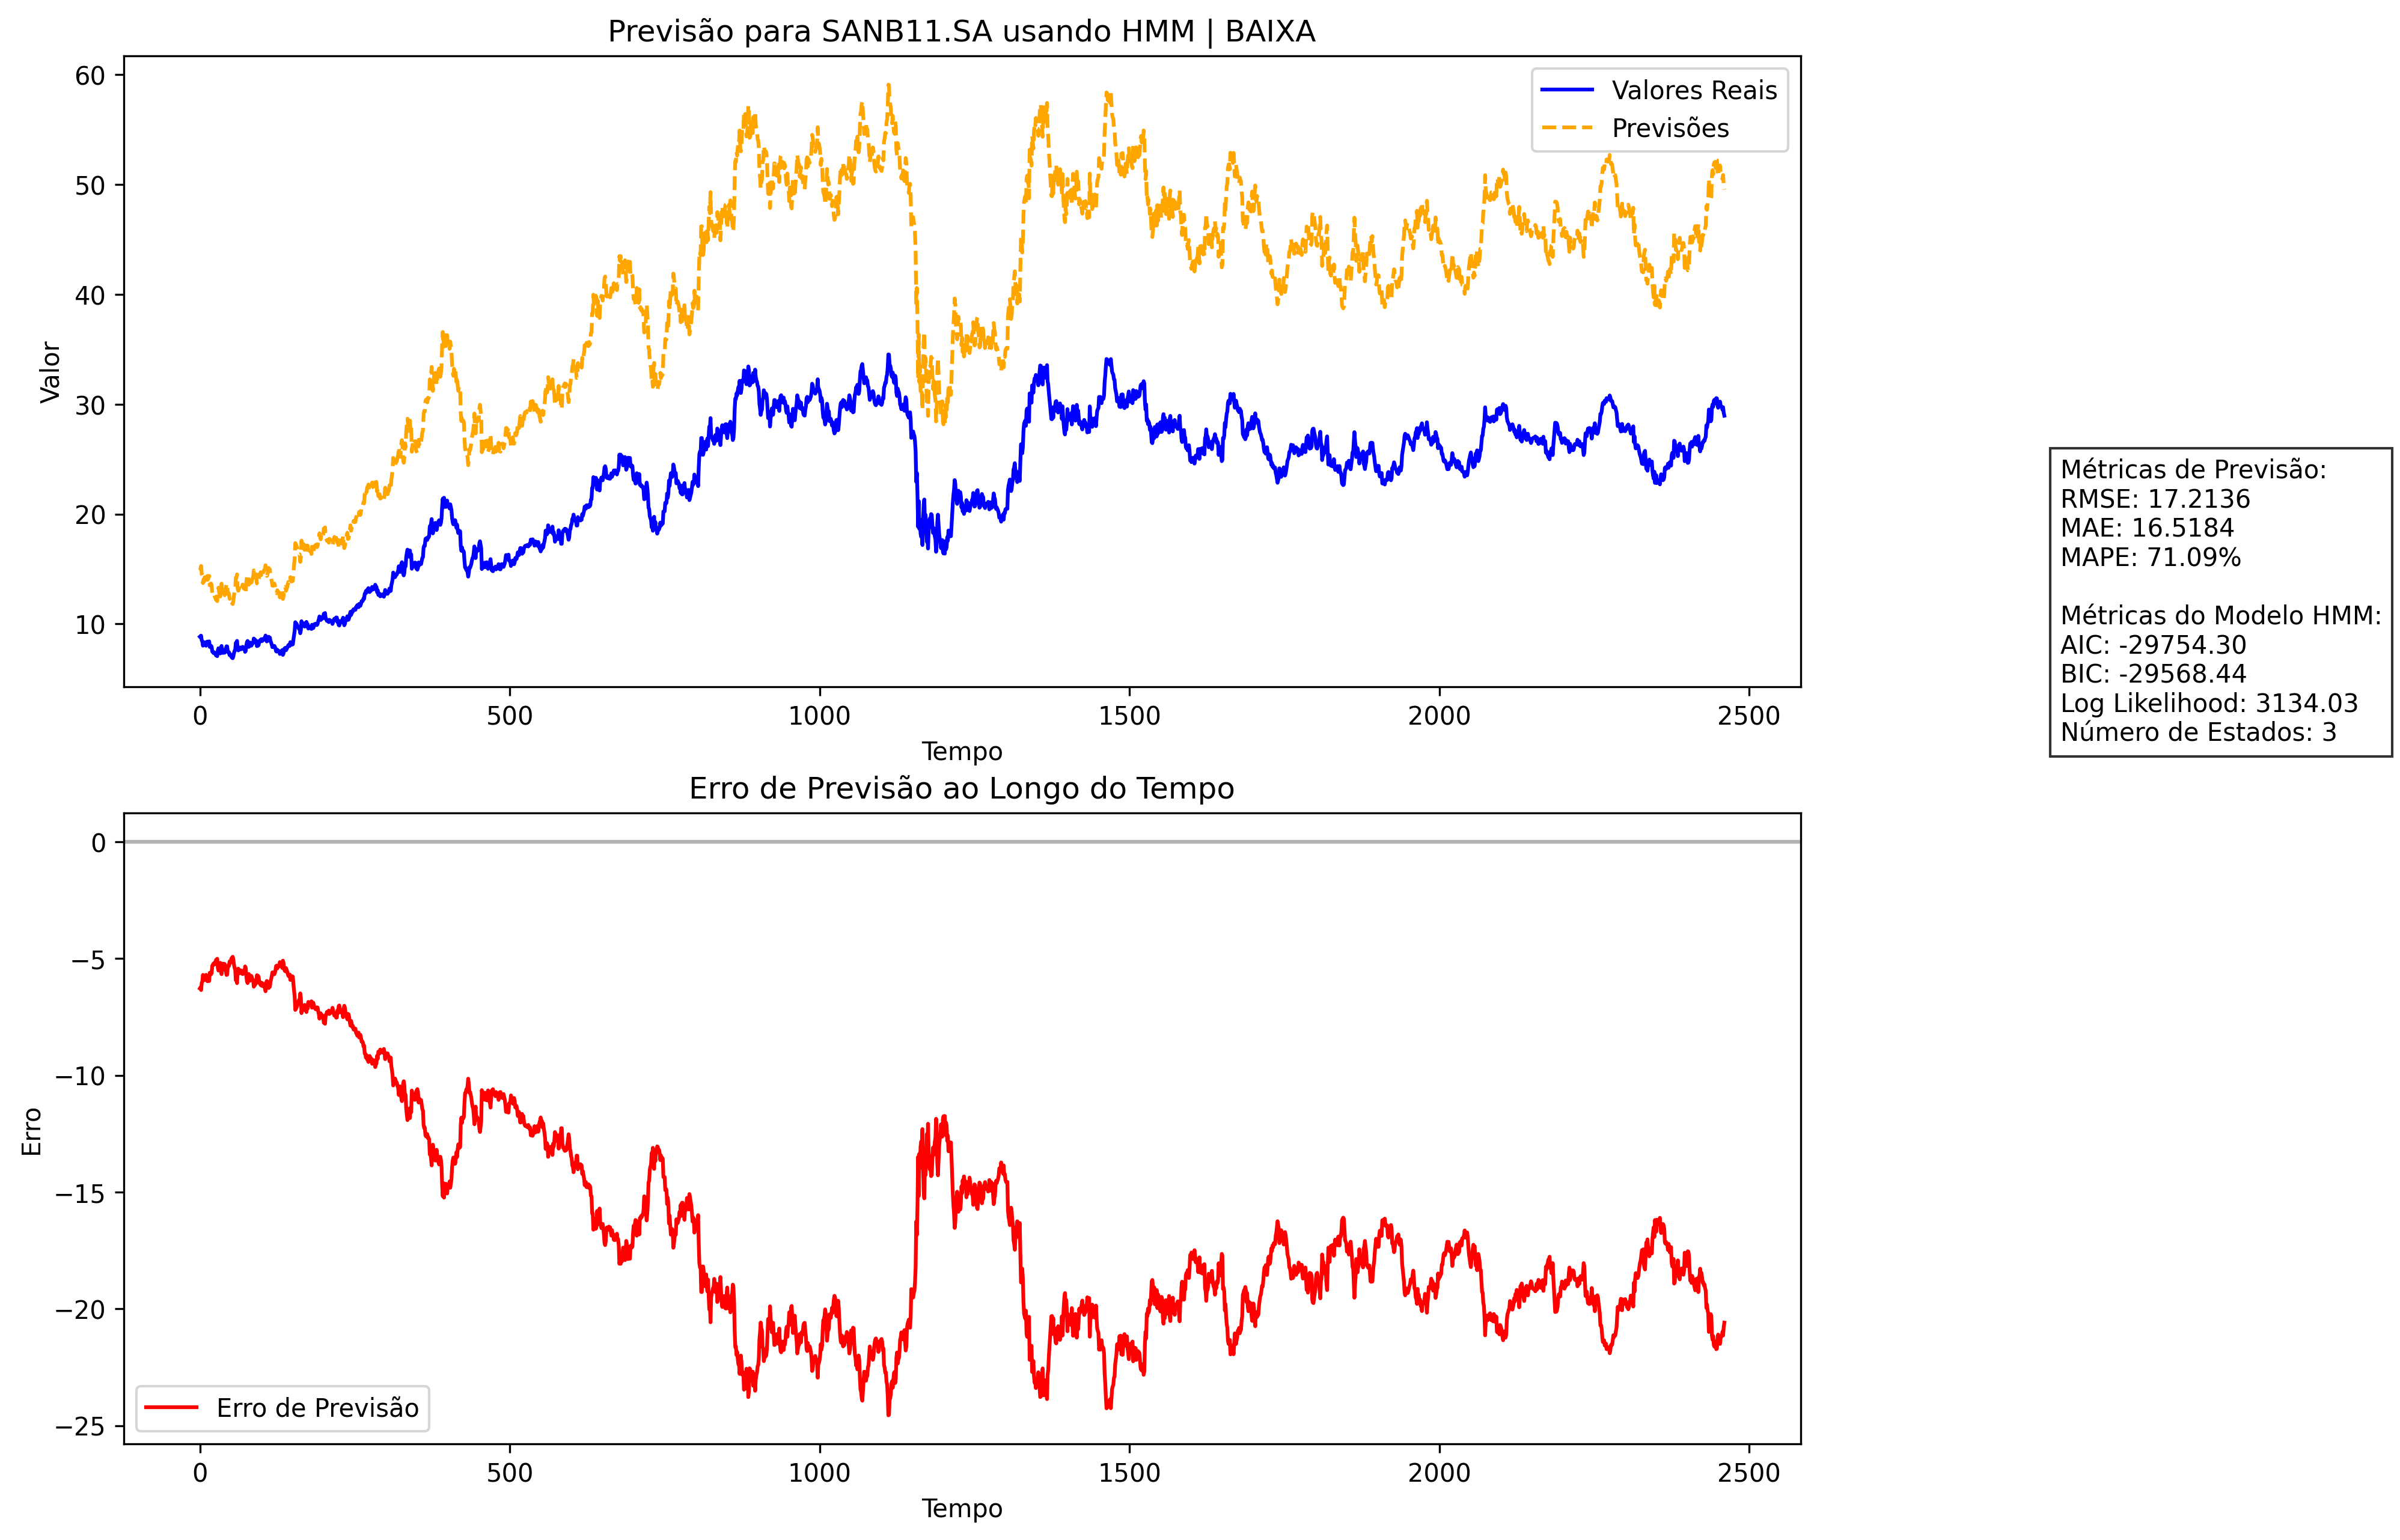 Previsão para SANB11.SA usando HMM | BAIXA
Valores Reais
Previsões
60
50
40
30
20
10
Valor
0
500
1000
1500
2000
2500
Tempo
Métricas de Previsão:
RMSE: 17.2136
MAE: 16.5184
MAPE: 71.09%
Métricas do Modelo HMM:
AIC: -29754.30
BIC: -29568.44
Log Likelihood: 3134.03
Número de Estados: 3
Erro de Previsão ao Longo do Tempo
0
−5
−10
−15
−20
−25
Erro
Erro de Previsão
0
500
1000
1500
2000
2500
Tempo